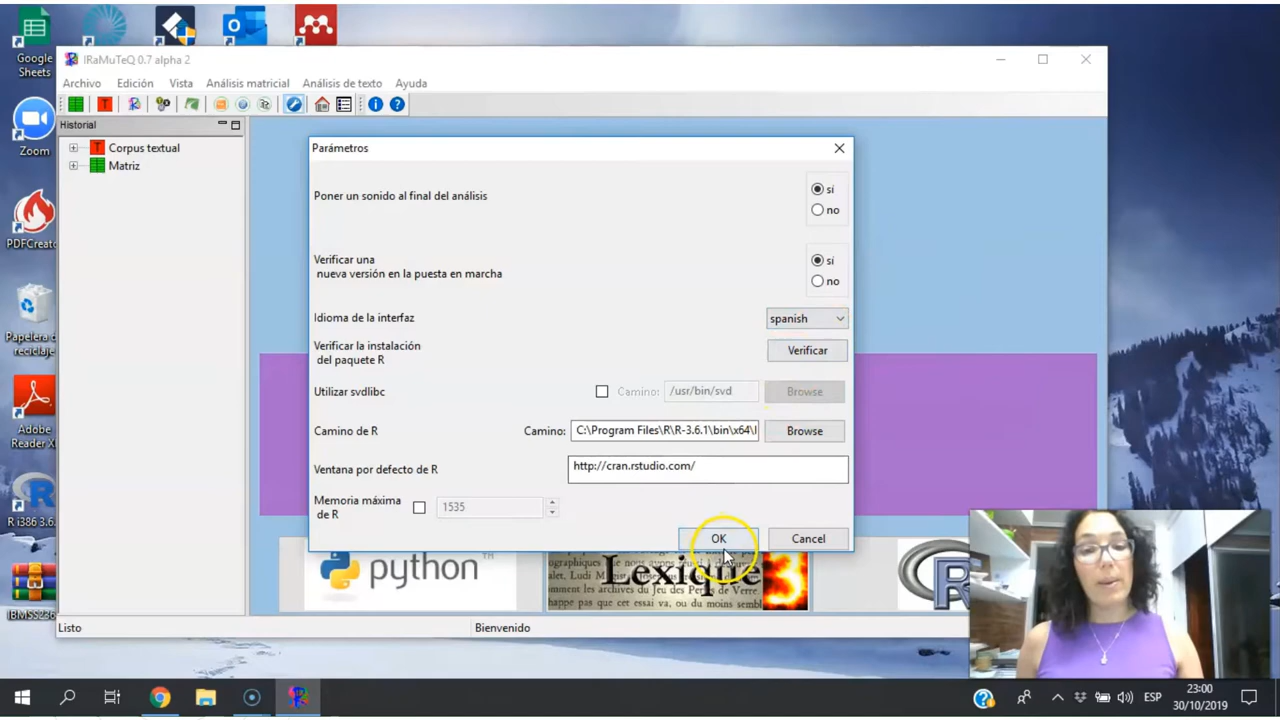 Google
Sheets
IRaMuTeQ 0.7 alpha 2
Archivo Edición Vista Análisis matricial Análisis de texto Ayuda
Historial
Corpus textual
Matriz
Zoom
PDFCreato
Papelera de
reciclaje
Adobe
Reader X
R i386 3.6.
IBMSS226
Parámetros
Poner un sonido al final del análisis
sí
no
Verificar una
nueva versión en la puesta en marcha
sí
no
Idioma de la interfaz
spanish
Verificar la instalación
del paquete R
Verificar
Utilizar svdlibc
Camino: /usr/bin/svd Browse
Camino de R
Camino: C:\Program Files\R\R-3.6.1\bin\x64\ Browse
Ventana por defecto de R
http://cran.rstudio.com/
Memoria máxima
de R
1535
OK Cancel
python
Lexique
3
R
Listo Bienvenido
ESP
23:00
30/10/2019